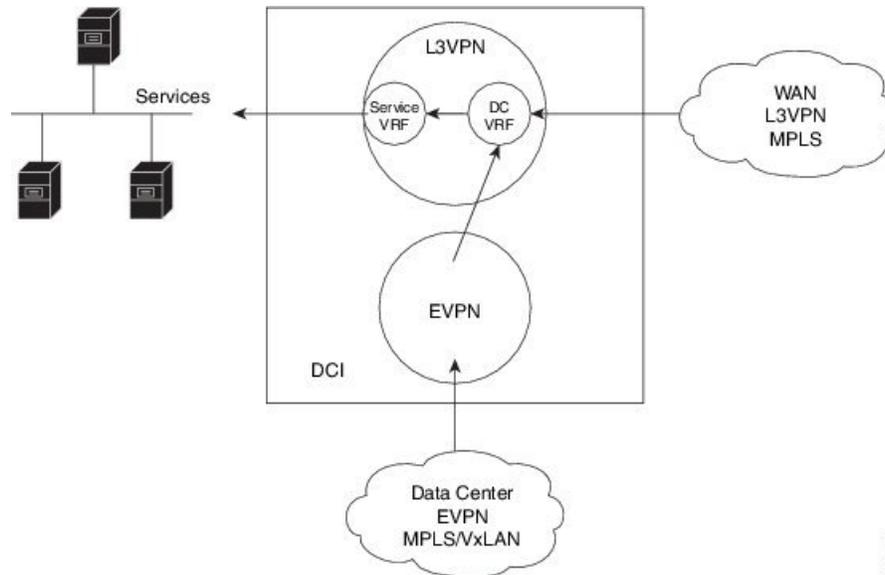 L3VPN
Services
Service
VRF
DC
VRF
WAN
L3VPN
MPLS
EVPN
DCI
Data Center
EVPN
MPLS/VxLAN